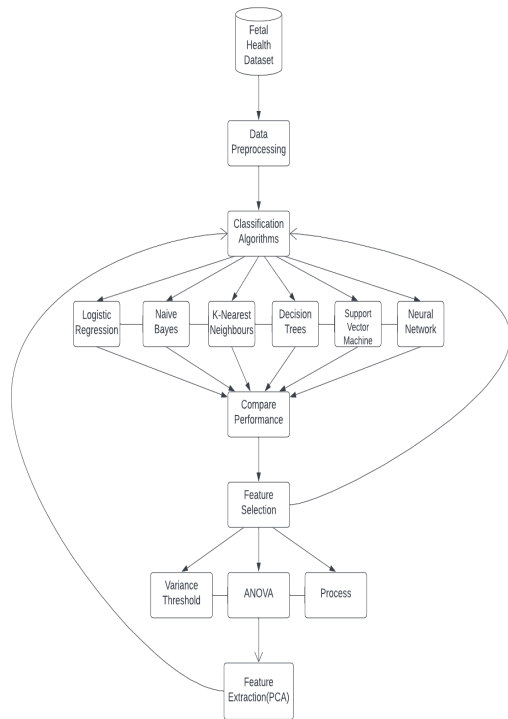 Fetal
Health
Dataset
Data
Preprocessing
Classification
Algorithms
Logistic
Regression
Naive
Bayes
K-Nearest
Neighbours
Decision
Trees
Support
Vector
Machine
Neural
Network
Compare
Performance
Feature
Selection
Variance
Threshold
ANOVA
Process
Feature
Extraction(PCA)